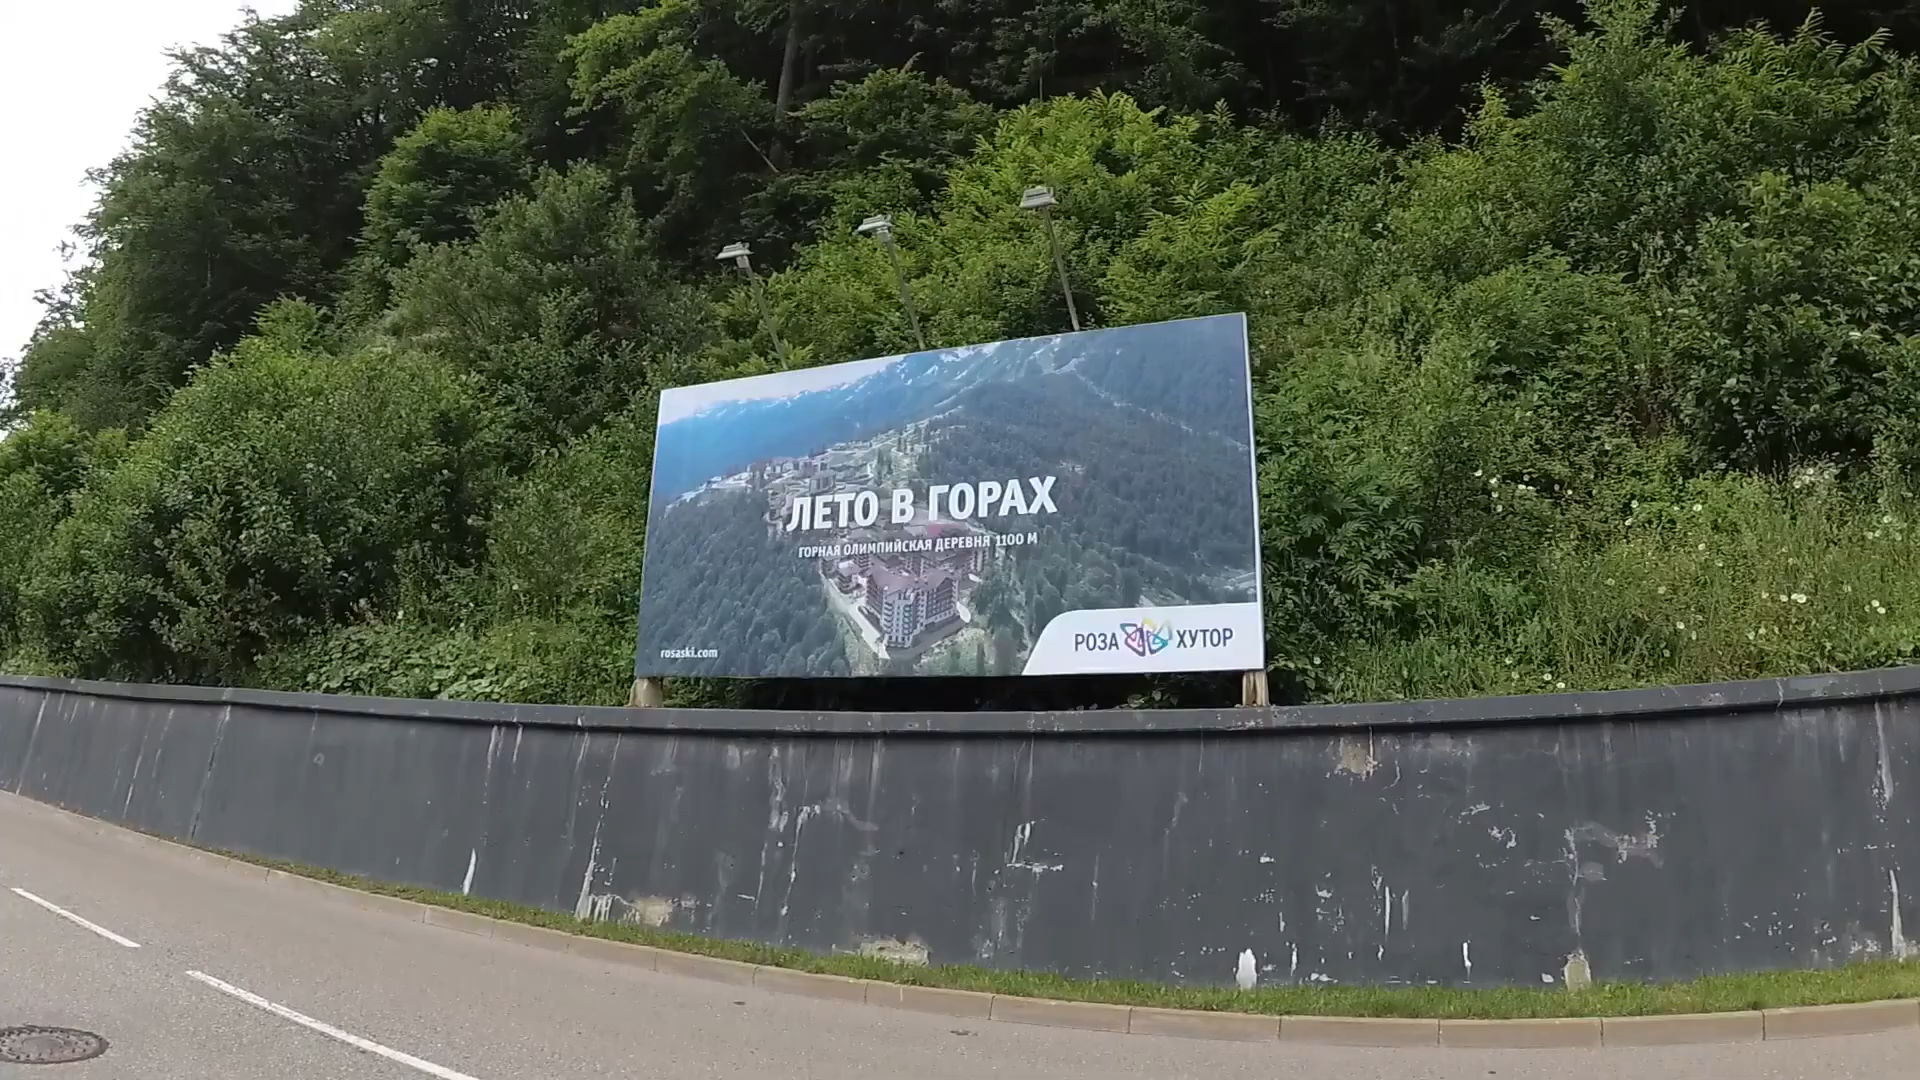 ЛЕТО В ГОРАХ
ГОРНАЯ ОЛИМПИЙСКАЯ ДЕРЕВНЯ 1100 М
rosaski.com
РОЗА ХУТОР